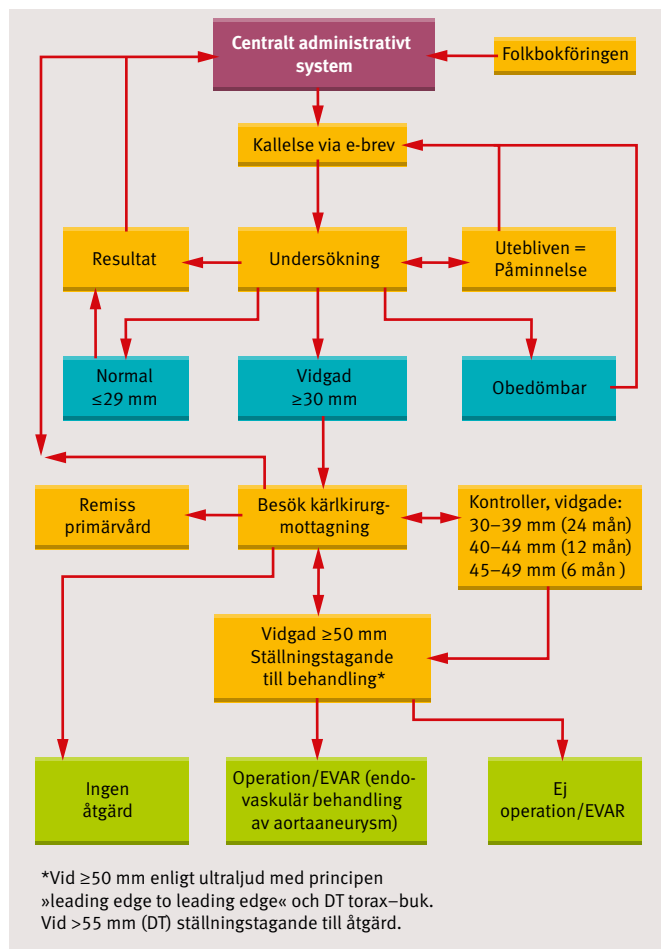 Centralt administrativt
system
Folkbokföringen
Kallelse via e-brev
Resultat
Undersökning
Utebliven =
Påminnelse
Normal
≤29 mm
Vidgad
≥30 mm
Obedömbar
Remiss
primärvård
Besök kärlkirurg-
mottagning
Kontroller, vidgade:
30–39 mm (24 mån)
40–44 mm (12 mån)
45–49 mm (6 mån )
Vidgad ≥50 mm
Ställningstagande
till behandling*
Ingen
åtgärd
Operation/EVAR (endo-
vaskulär behandling
av aortaaneurysm)
Ej
operation/EVAR
*Vid ≥50 mm enligt ultraljud med principen
»leading edge to leading edge« och DT torax–buk.
Vid >55 mm (DT) ställningstagande till åtgärd.